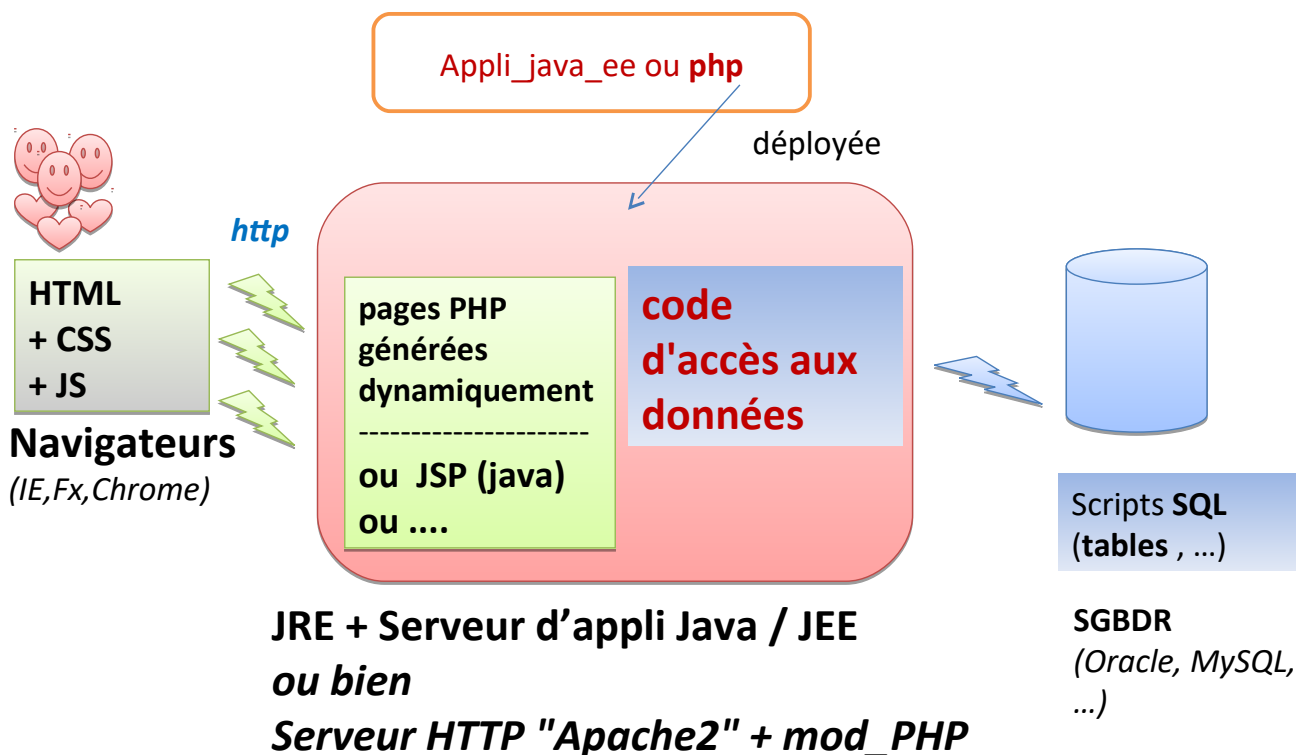 Appli_java_ee ou php
déployée
http
HTML
+ CSS
+ JS
Navigateurs
(IE,Fx,Chrome)
pages PHP
générées
dynamiquement
----------------------
ou JSP (java)
ou ....
code
d'accès aux
données
Scripts SQL
(tables , …)
SGBDR
(Oracle, MySQL,
…)
JRE + Serveur d’appli Java / JEE
ou bien
Serveur HTTP "Apache2" + mod_PHP